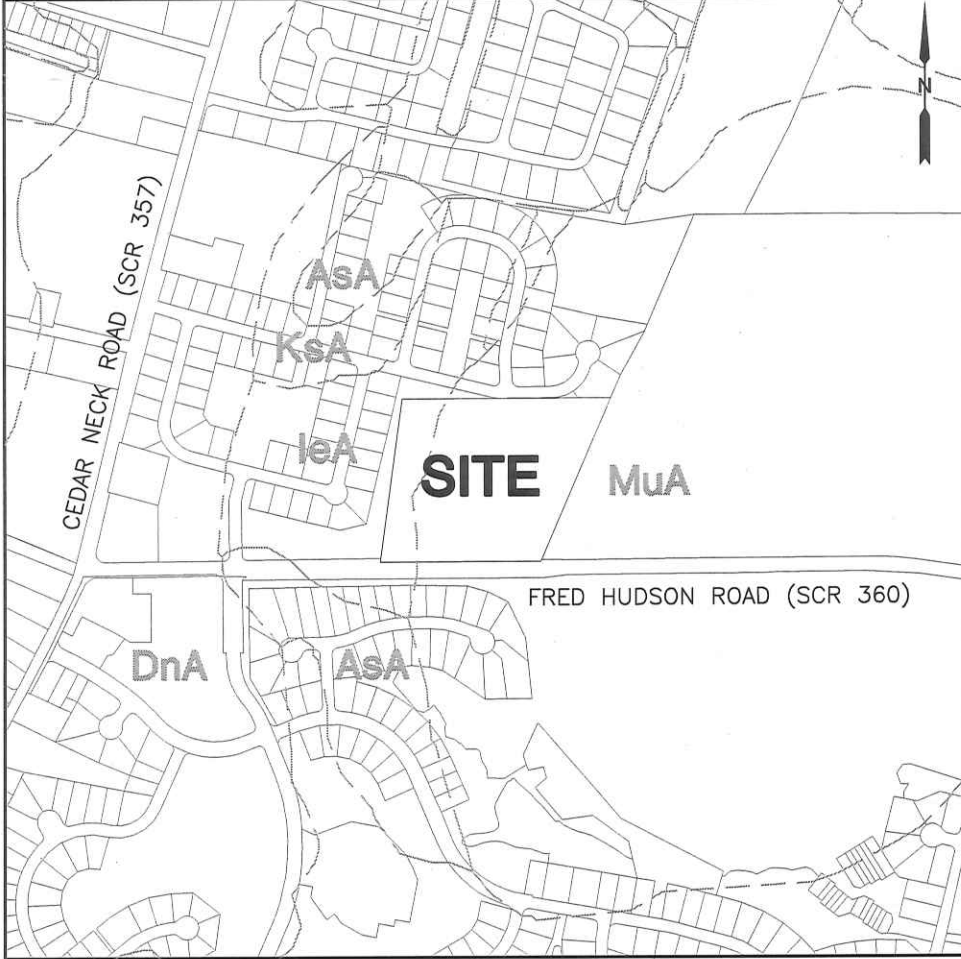 N
CEDAR NECK ROAD (SCR 357)
AsA
KsA
IeA
SITE
MuA
FRED HUDSON ROAD (SCR 360)
DnA
AsA